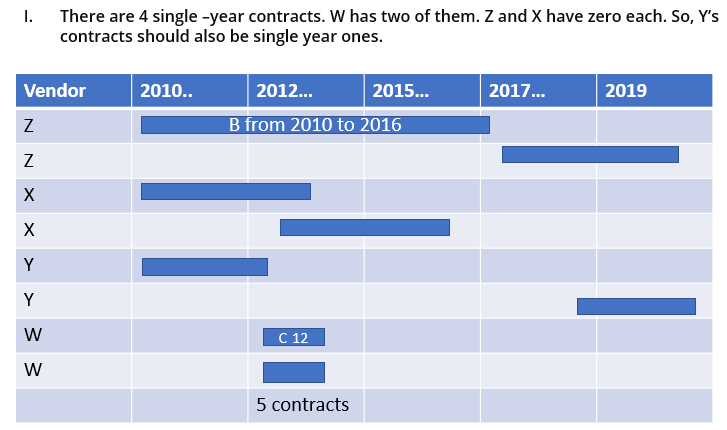 I. There are 4 single –year contracts. W has two of them. Z and X have zero each. So, Y's
contracts should also be single year ones.
Vendor 2010.. 2012... 2015... 2017... 2019
Z B from 2010 to 2016
Z
X
X
Y
Y
W C 12
W
5 contracts